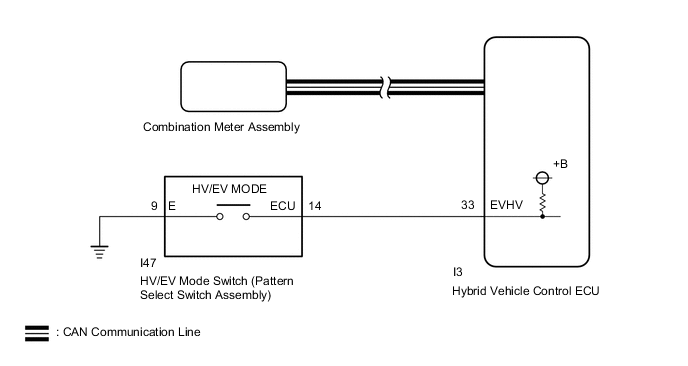 Combination Meter Assembly
+B
HV/EV MODE
9 E ECU 14 33 EVHV
I47
HV/EV Mode Switch (Pattern
Select Switch Assembly)
I3
Hybrid Vehicle Control ECU
: CAN Communication Line